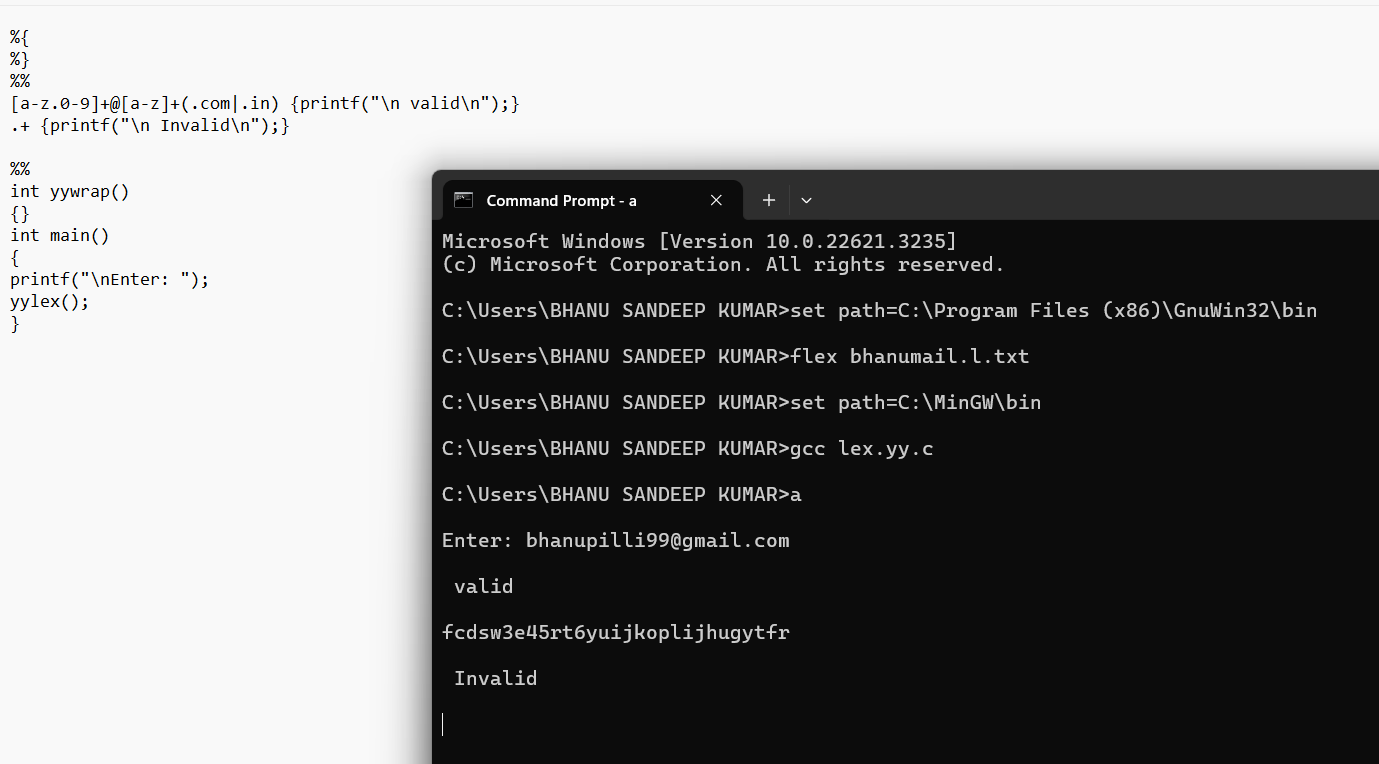 %{
%}
%%
[a-z.0-9]+@[a-z]+(.com|.in) {printf("\n valid\n");}
.+ {printf("\n Invalid\n");}
%%
int yywrap()
{}
int main()
{
printf("\nEnter: ");
yylex();
}
Command Prompt - a
Microsoft Windows [Version 10.0.22621.3235]
(c) Microsoft Corporation. All rights reserved.
C:\Users\BHANU SANDEEP KUMAR>set path=C:\Program Files (x86)\GnuWin32\bin
C:\Users\BHANU SANDEEP KUMAR>flex bhanumail.l.txt
C:\Users\BHANU SANDEEP KUMAR>set path=C:\MinGW\bin
C:\Users\BHANU SANDEEP KUMAR>gcc lex.yy.c
C:\Users\BHANU SANDEEP KUMAR>a
Enter: bhanupilli99@gmail.com
valid
fcdsw3e45rt6yuijkoplijhugytfr
Invalid